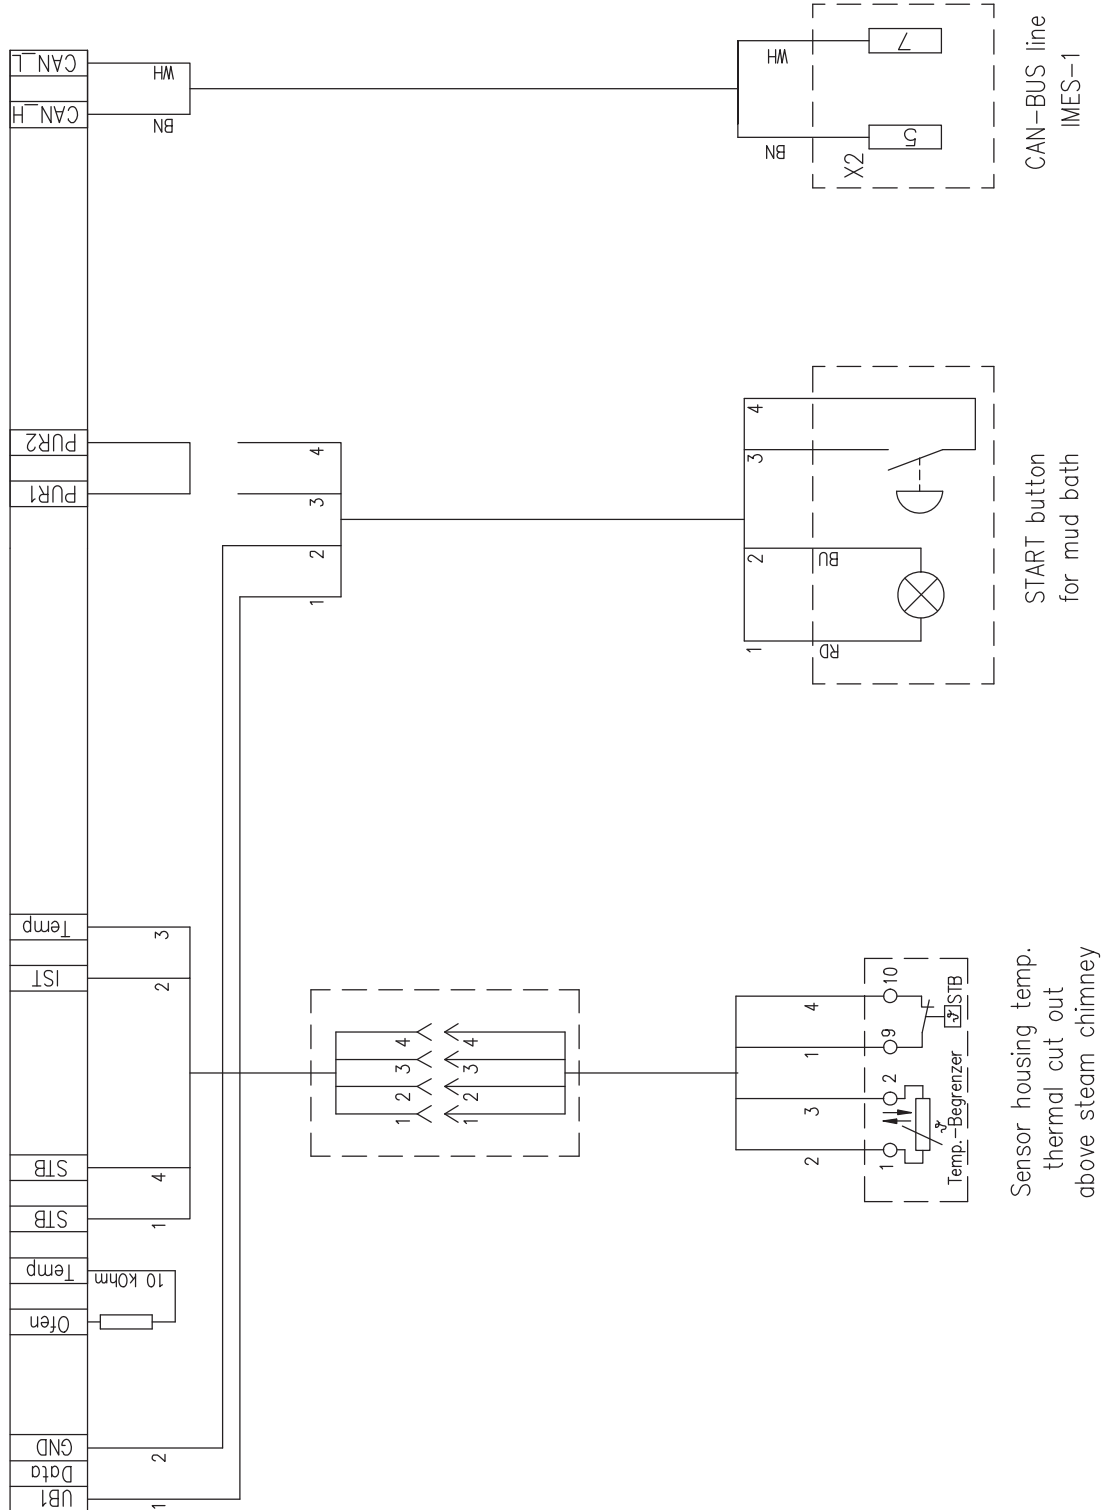 CAN_L
CAN_H
WH
BN
WH
BN
7
5
X2
CAN-BUS line
IMES-1
PUR2
PUR1
4
3
2
1
4
3
2
1
BU
RD
START button
for mud bath
Temp
IST
STB
STB
3
2
4
1
1 2 3 4
1 2 3 4
4
1
3
2
10
9
2
1
ϑ STB
ϑ
Temp.-Begrenzer
Sensor housing temp.
thermal cut out
above steam chimney
Temp
Ofen
10 kOhm
GND
Data
UB1
2
1